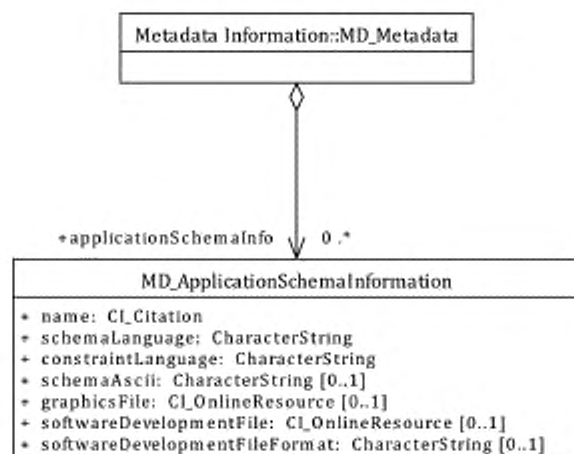 Metadata Information::MD_Metadata
+applicationSchemaInfo 0 .*
MD_ApplicationSchemaInformation
+ name: CI_Citation
+ schemaLanguage: CharacterString
+ constraintLanguage: CharacterString
+ schemaAscii: CharacterString [0..1]
+ graphicsFile: CI_OnlineResource [0..1]
+ softwareDevelopmentFile: CI_OnlineResource [0..1]
+ softwareDevelopmentFileFormat: CharacterString [0..1]